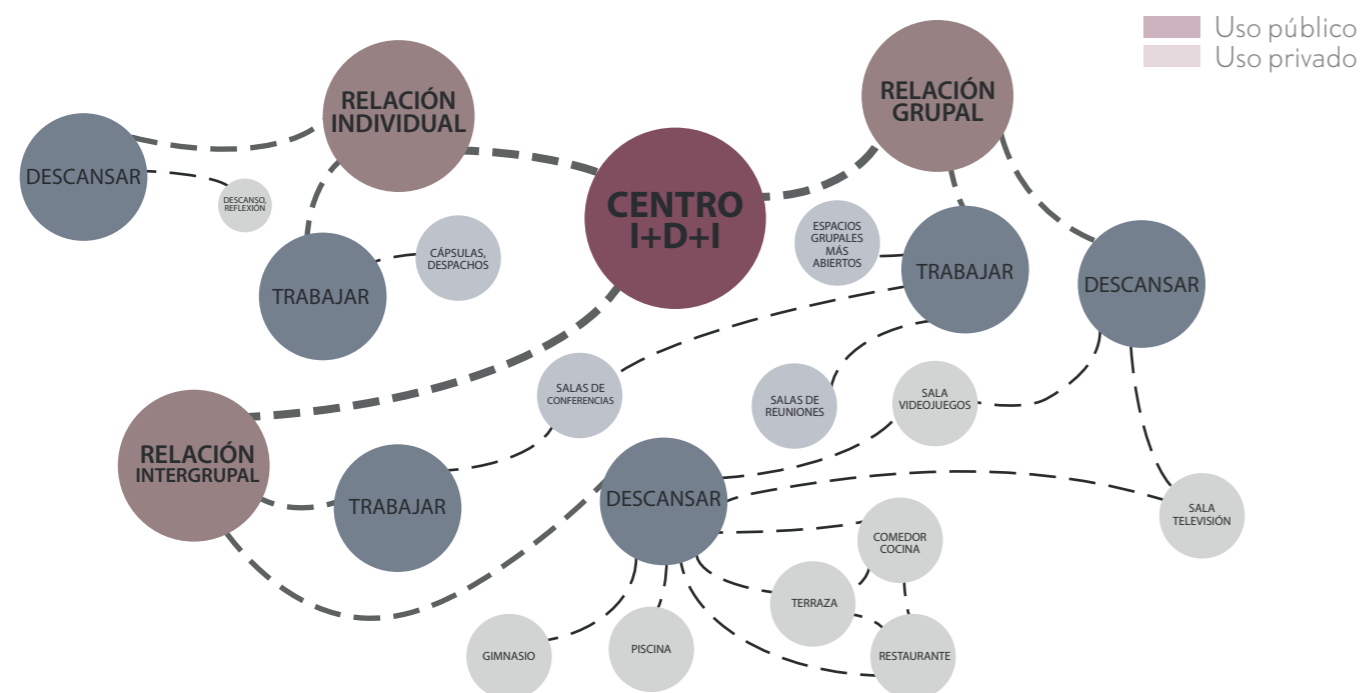 Uso público
Uso privado
RELACIÓN
INDIVIDUAL
RELACIÓN
GRUPAL
DESCANSAR
DESCANSO,
REFLEXIÓN
CENTRO
I+D+I
CÁPSULAS,
DESPACHOS
TRABAJAR
ESPACIOS
GRUPALES
MÁS
ABIERTOS
TRABAJAR
DESCANSAR
SALAS DE
CONFERENCIAS
SALAS DE
REUNIONES
SALA
VIDEOJUEGOS
RELACIÓN
INTERGRUPAL
TRABAJAR
DESCANSAR
SALA
TELEVISIÓN
COMEDOR
COCINA
TERRAZA
GIMNASIO
PISCINA
RESTAURANTE